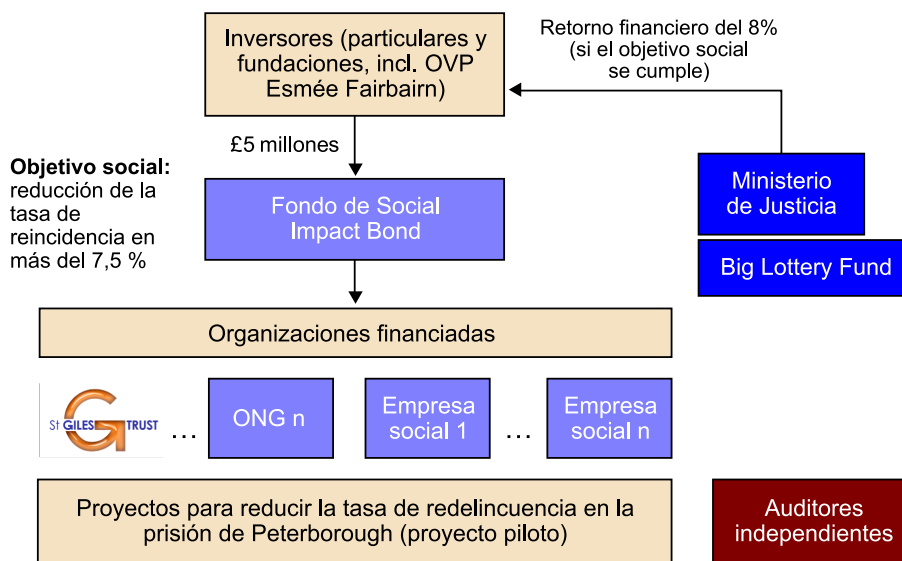 Inversores (particulares y
fundaciones, incl. OVP
Esmée Fairbairn)
Retorno financiero del 8%
(si el objetivo social
se cumple)
£5 millones
Objetivo social:
reducción de la
tasa de
reincidencia en
más del 7,5 %
Fondo de Social
Impact Bond
Ministerio
de Justicia
Big Lottery Fund
Organizaciones financiadas
St GILES TRUST
...
ONG n
Empresa
social 1
...
Empresa
social n
Proyectos para reducir la tasa de redelincuencia en la
prisión de Peterborough (proyecto piloto)
Auditores
independientes